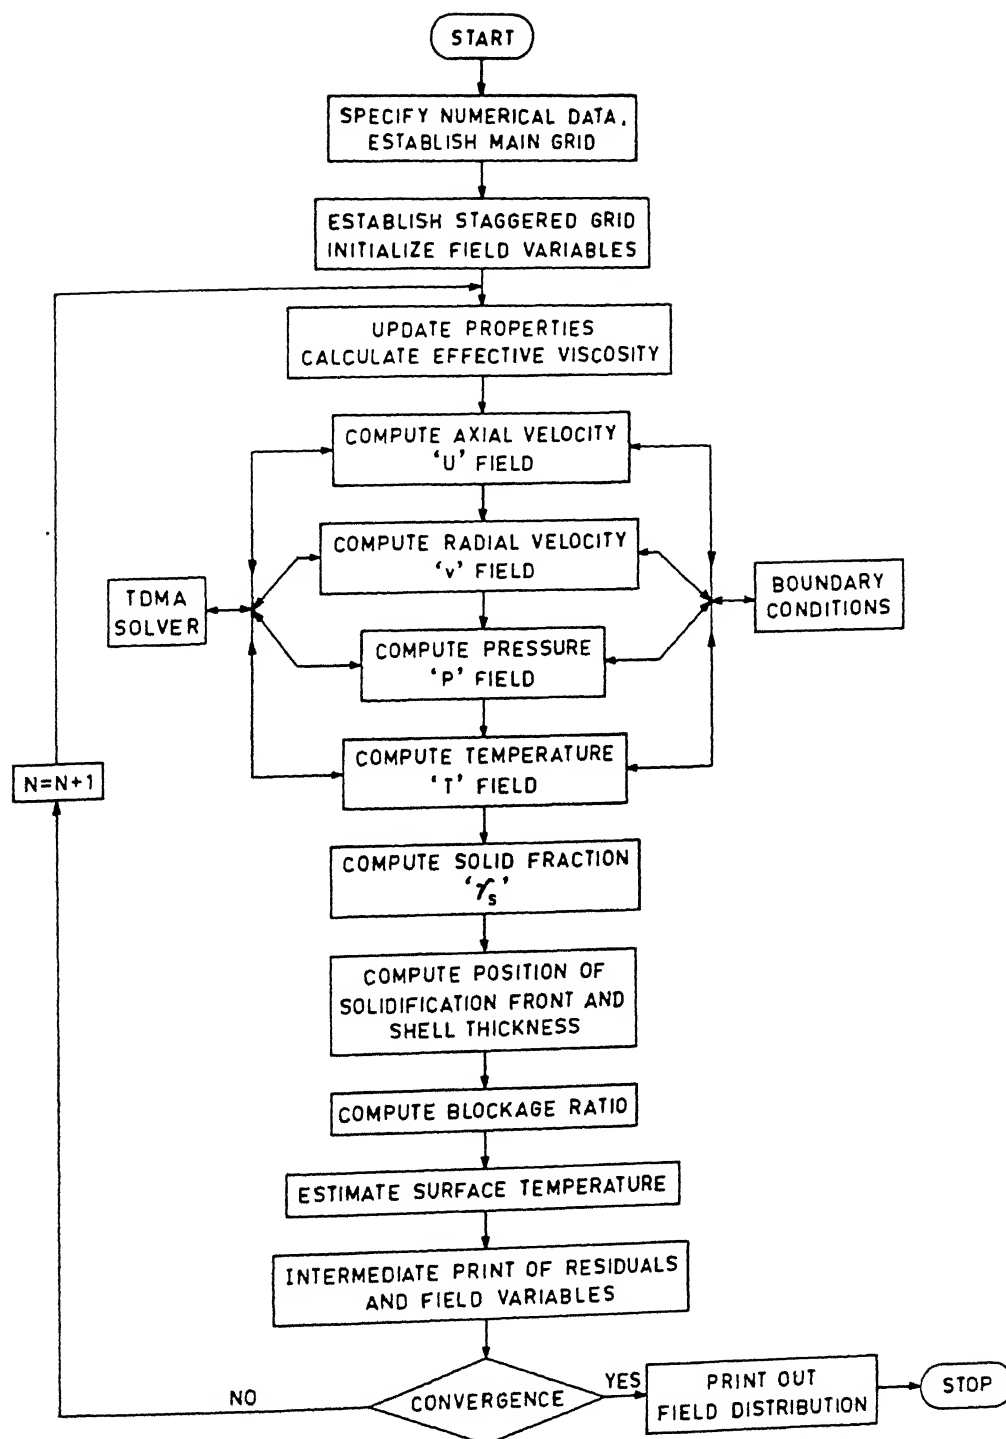 START
SPECIFY NUMERICAL DATA,
ESTABLISH MAIN GRID
ESTABLISH STAGGERED GRID
INITIALIZE FIELD VARIABLES
UPDATE PROPERTIES
CALCULATE EFFECTIVE VISCOSITY
COMPUTE AXIAL VELOCITY
'U' FIELD
COMPUTE RADIAL VELOCITY
'v' FIELD
TDMA
SOLVER
BOUNDARY
CONDITIONS
COMPUTE PRESSURE
'P' FIELD
COMPUTE TEMPERATURE
'T' FIELD
N=N+1
COMPUTE SOLID FRACTION
'γs'
COMPUTE POSITION OF
SOLIDIFICATION FRONT AND
SHELL THICKNESS
COMPUTE BLOCKAGE RATIO
ESTIMATE SURFACE TEMPERATURE
INTERMEDIATE PRINT OF RESIDUALS
AND FIELD VARIABLES
NO
CONVERGENCE
YES
PRINT OUT
FIELD DISTRIBUTION
STOP